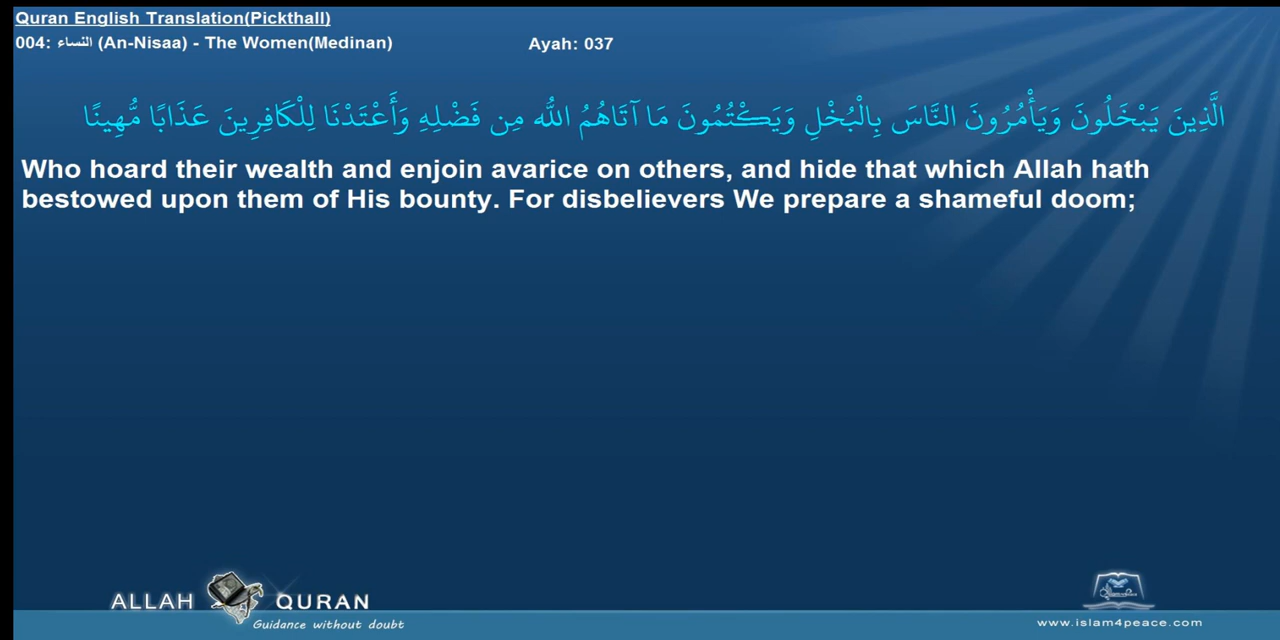 Quran English Translation(Pickthall)
004: النساء (An-Nisaa) - The Women(Medinan) Ayah: 037
الَّذِينَ يَبْخَلُونَ وَيَأْمُرُونَ النَّاسَ بِالْبُخْلِ وَيَكْتُمُونَ مَا آتَاهُمُ اللّه مِن فَضْلِهِ وَأَعْتَدْنَا لِلْكَافِرِينَ عَذَابًا مُّهِينًا
Who hoard their wealth and enjoin avarice on others, and hide that which Allah hath
bestowed upon them of His bounty. For disbelievers We prepare a shameful doom;
ALLAH QURAN
Guidance without doubt
www.islam4peace.com